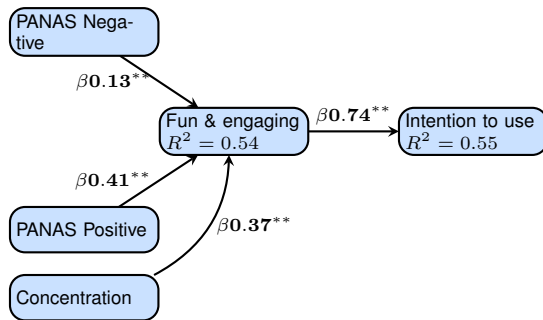 PANAS Nega-
tive
β0.13**
Fun & engaging
R² = 0.54
β0.74**
Intention to use
R² = 0.55
β0.41**
PANAS Positive
β0.37**
Concentration